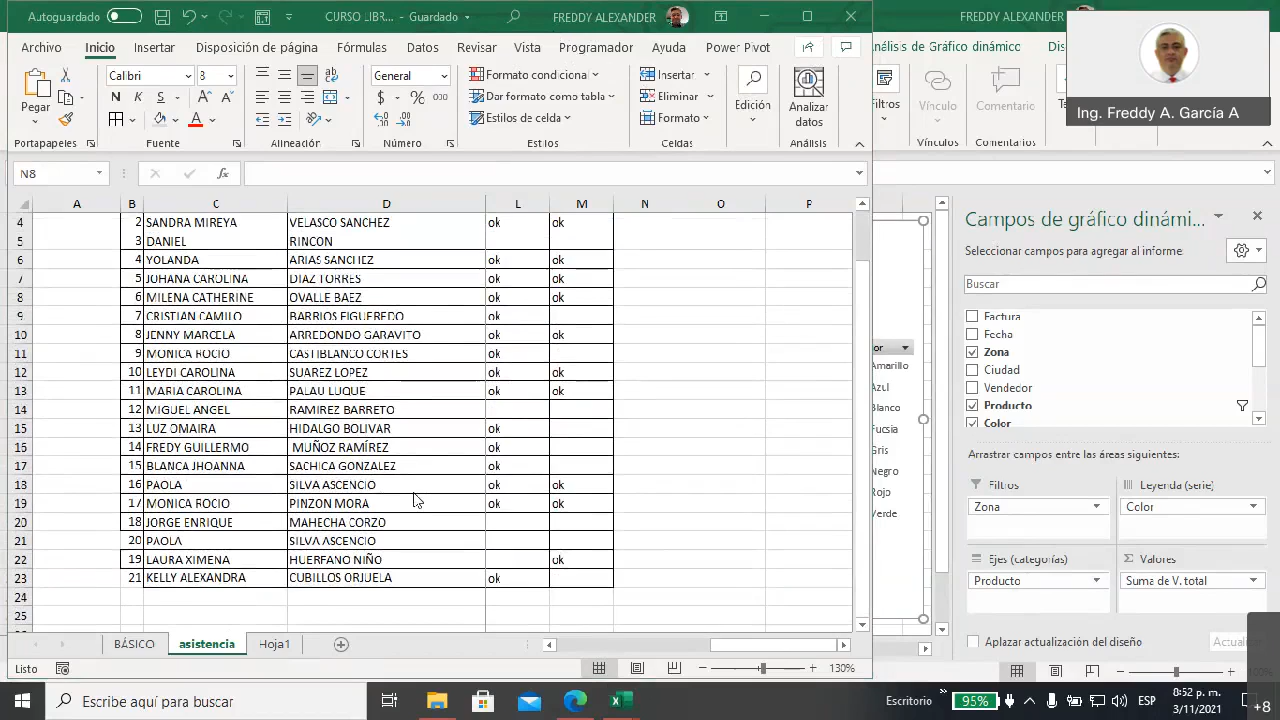 Autoguardado CURSO LIBR... - Guardado FREDDY ALEXANDER FREDDY ALEXANDER
Archivo Inicio Insertar Disposición de página Fórmulas Datos Revisar Vista Programador Ayuda Power Pivot Análisis de Gráfico dinámico
Pegar Calibri General Formato condicional Insertar Edición Analizar datos Filtros Vínculo Comentario
N K S $ % 000 Dar formato como tabla Eliminar
Estilos de celda Formato
Ing. Freddy A. García A
Portapapeles Fuente Alineación Número Estilos Celdas Análisis Vínculos Comentarios
N8 fx
A B C D L M N O P
4 2 SANDRA MIREYA VELASCO SANCHEZ ok ok
5 3 DANIEL RINCON
6 4 YOLANDA ARIAS SANCHEZ ok ok
7 5 JOHANA CAROLINA DIAZ TORRES ok ok
8 6 MILENA CATHERINE OVALLE BAEZ ok ok
9 7 CRISTIAN CAMILO BARRIOS FIGUEREDO ok
10 8 JENNY MARCELA ARREDONDO GARAVITO ok ok
11 9 MONICA ROCIO CASTIBLANCO CORTES ok
12 10 LEYDI CAROLINA SUAREZ LOPEZ ok ok
13 11 MARIA CAROLINA PALAU LUQUE ok ok
14 12 MIGUEL ANGEL RAMIREZ BARRETO
15 13 LUZ OMAIRA HIDALGO BOLIVAR ok
16 14 FREDY GUILLERMO MUÑOZ RAMÍREZ ok
17 15 BLANCA JHOANNA SACHICA GONZALEZ ok
18 16 PAOLA SILVA ASCENCIO ok ok
19 17 MONICA ROCIO PINZON MORA ok ok
20 18 JORGE ENRIQUE MAHECHA CORZO
21 20 PAOLA SILVA ASCENCIO
22 19 LAURA XIMENA HUERFANO NIÑO ok
23 21 KELLY ALEXANDRA CUBILLOS ORJUELA ok
24
25
Amarillo
Azul
Blanco
Fucsia
Gris
Negro
Rojo
Verde
Campos de gráfico dinámi...
Seleccionar campos para agregar al informe:
Buscar
Factura
Fecha
Zona
Ciudad
Vendedor
Producto
Color
Arrastrar campos entre las áreas siguientes:
Filtros Leyenda (serie)
Zona Color
Ejes (categorías) Σ Valores
Producto Suma de V. total
Aplazar actualización del diseño
BÁSICO asistencia Hoja1
Listo 130%
Escribe aquí para buscar Escritorio 95% ESP 8:52 p. m.
3/11/2021
+8